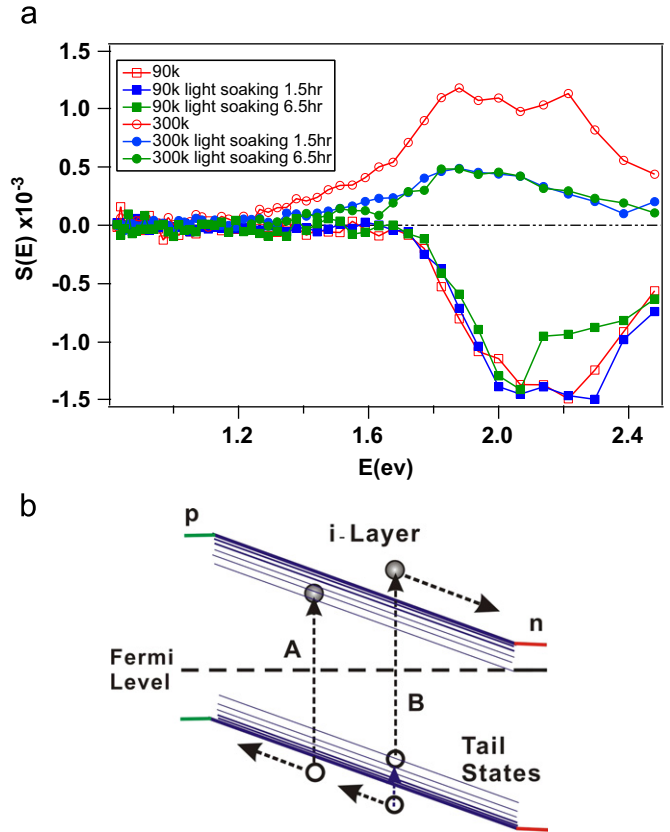 a
S(E) x10-3
1.5
1.0
0.5
0.0
-0.5
-1.0
-1.5
90k
90k light soaking 1.5hr
90k light soaking 6.5hr
300k
300k light soaking 1.5hr
300k light soaking 6.5hr
1.2
1.6
2.0
2.4
E(ev)
b
p
i - Layer
n
A
Fermi
Level
B
Tail
States